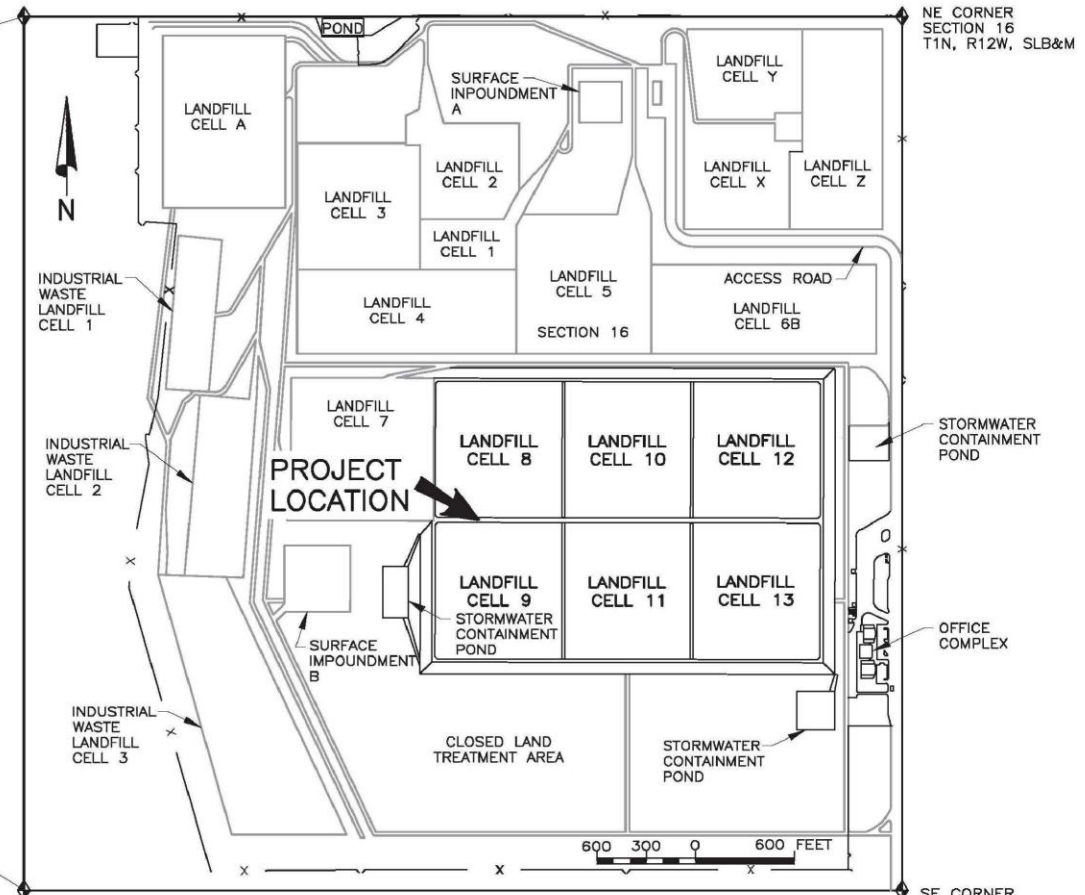 NE CORNER
SECTION 16
T1N, R12W, SLB&M
POND
LANDFILL
CELL A
SURFACE
INPOUNDMENT
A
LANDFILL
CELL Y
LANDFILL
CELL 2
LANDFILL
CELL X
LANDFILL
CELL Z
LANDFILL
CELL 3
N
LANDFILL
CELL 1
INDUSTRIAL
WASTE
LANDFILL
CELL 1
LANDFILL
CELL 4
LANDFILL
CELL 5
SECTION 16
ACCESS ROAD
LANDFILL
CELL 6B
LANDFILL
CELL 7
INDUSTRIAL
WASTE
LANDFILL
CELL 2
PROJECT
LOCATION
LANDFILL
CELL 8
LANDFILL
CELL 10
LANDFILL
CELL 12
STORMWATER
CONTAINMENT
POND
LANDFILL
CELL 9
LANDFILL
CELL 11
LANDFILL
CELL 13
STORMWATER
CONTAINMENT
POND
SURFACE
IMPOUNDMENT
B
OFFICE
COMPLEX
INDUSTRIAL
WASTE
LANDFILL
CELL 3
CLOSED LAND
TREATMENT AREA
STORMWATER
CONTAINMENT
POND
600 300 0 600 FEET
SE CORNER